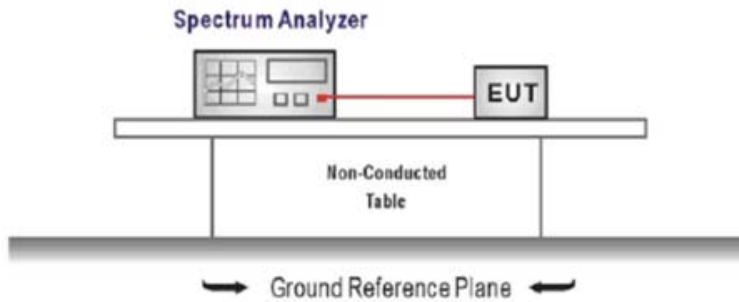 Spectrum Analyzer
EUT
Non-Conducted
Table
Ground Reference Plane